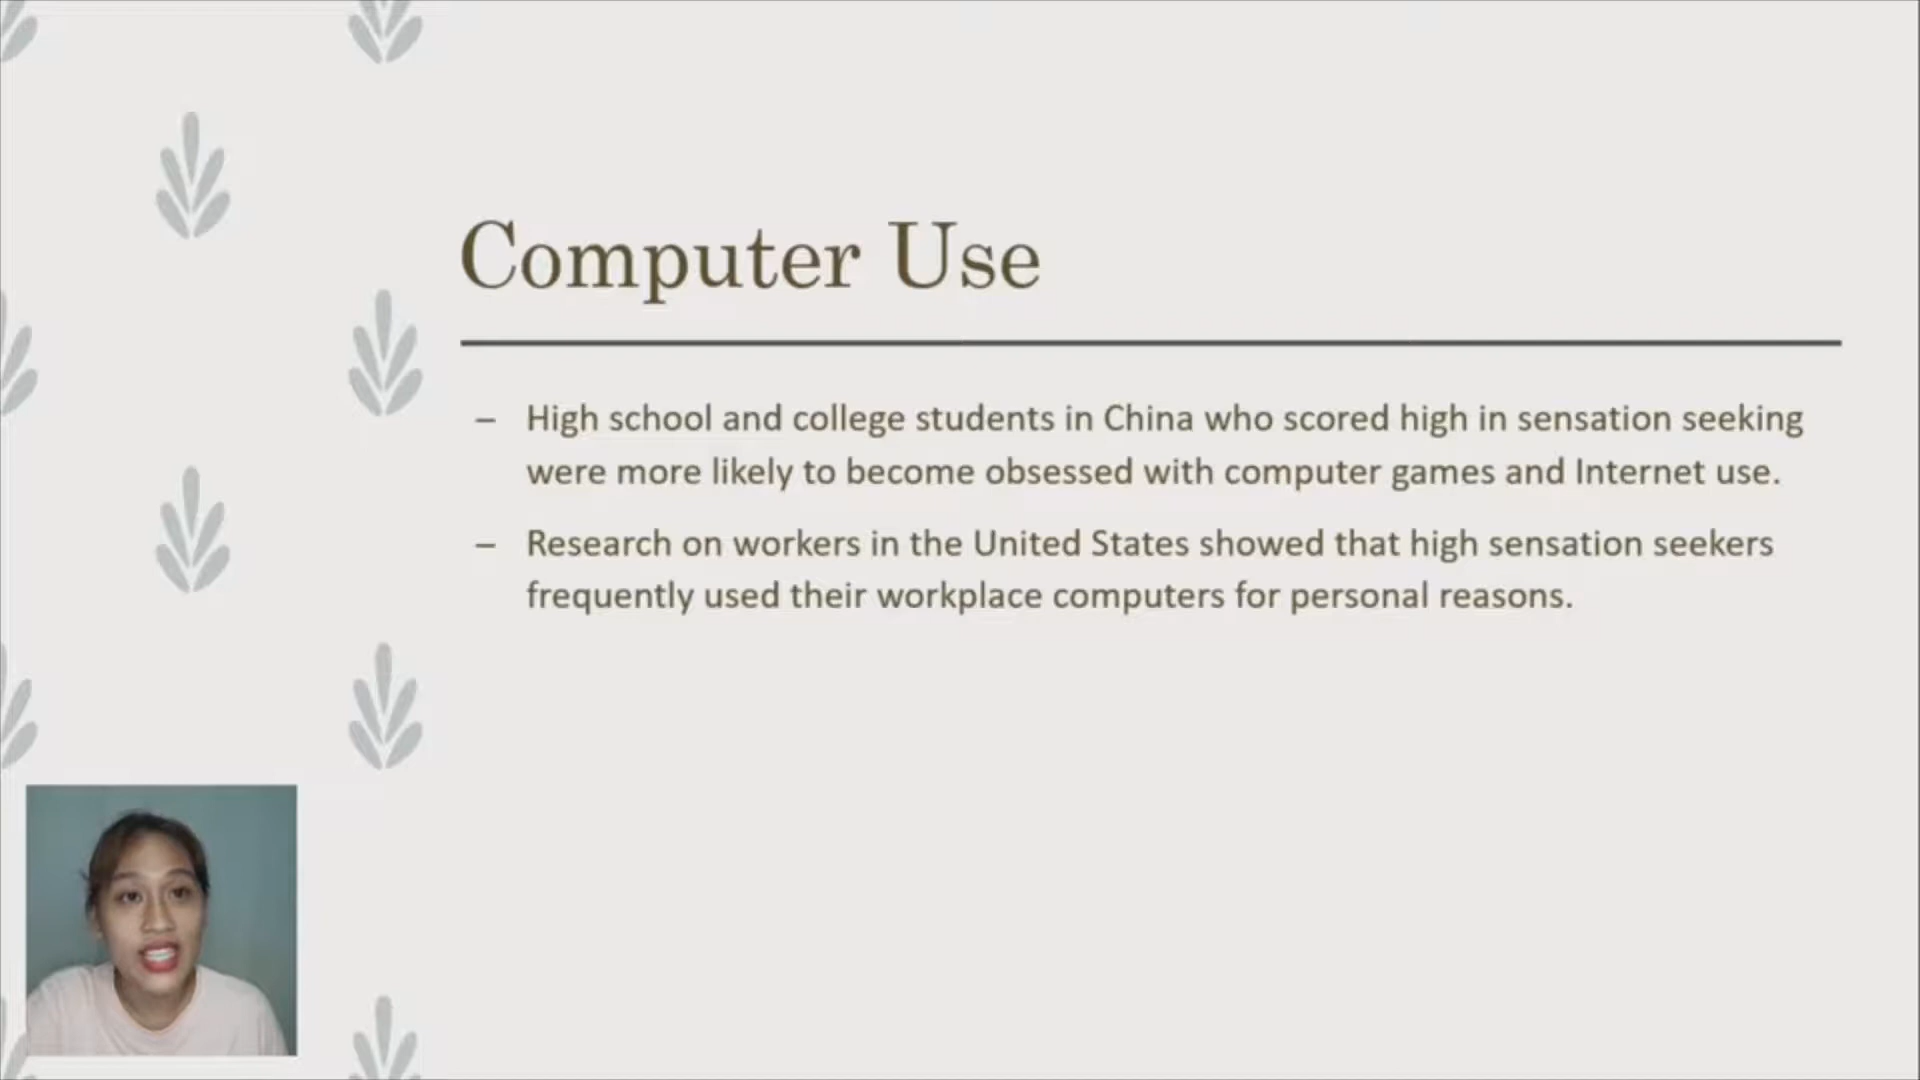 Computer Use
– High school and college students in China who scored high in sensation seeking
were more likely to become obsessed with computer games and Internet use.
– Research on workers in the United States showed that high sensation seekers
frequently used their workplace computers for personal reasons.